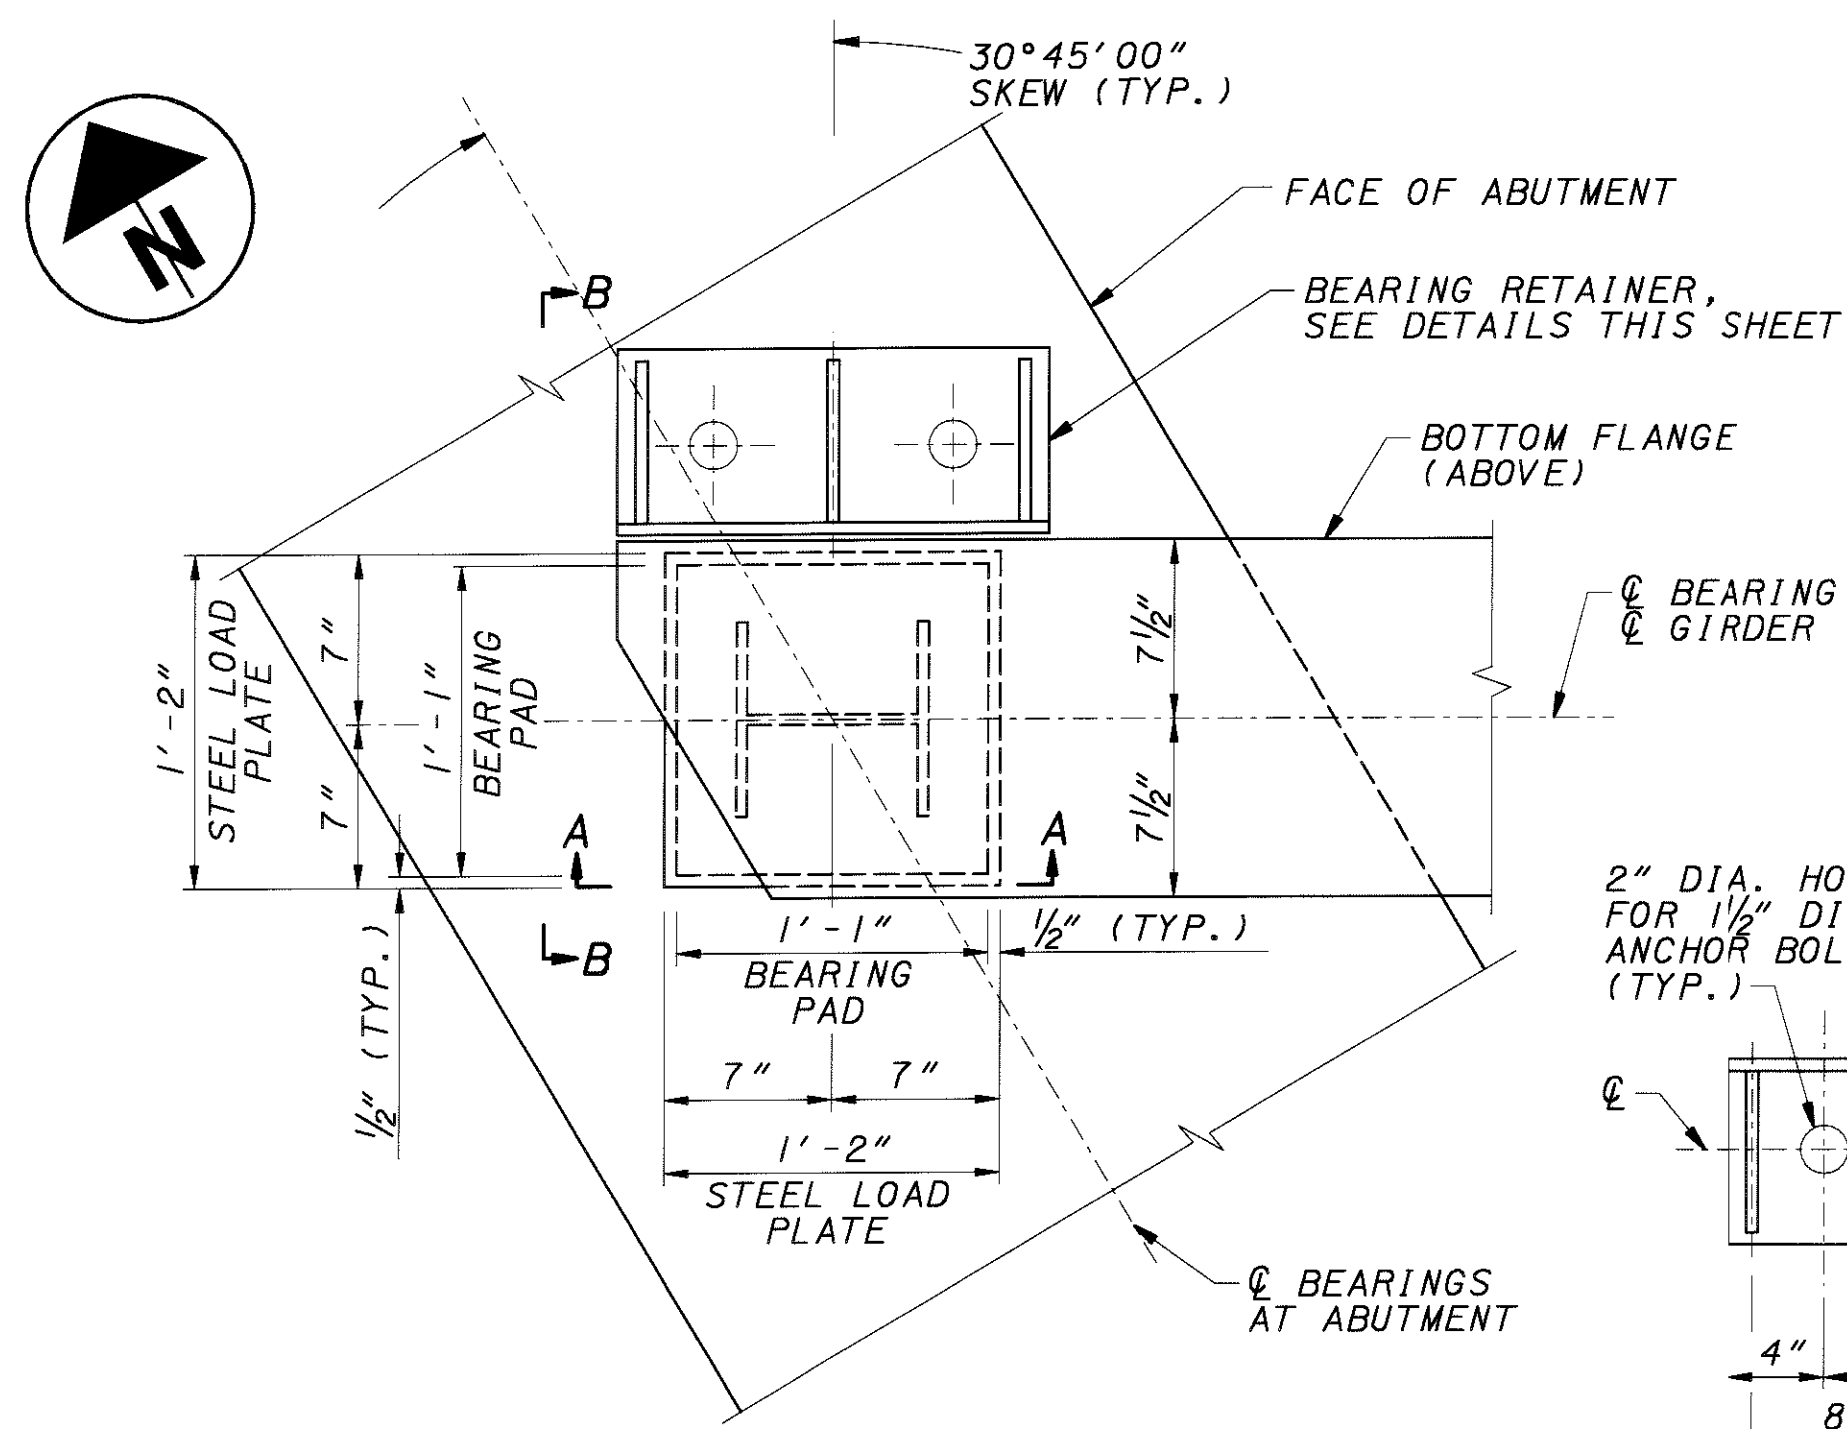 30°45'00"
SKEW (TYP.)
N
FACE OF ABUTMENT
B
BEARING RETAINER,
SEE DETAILS THIS SHEET
BOTTOM FLANGE
(ABOVE)
℄ BEARING
℄ GIRDER
1'-2"
STEEL LOAD
PLATE
7"
7"
1'-1"
BEARING
PAD
7½"
7½"
A
A
B
½" (TYP.)
1'-1"
BEARING
PAD
½" (TYP.)
7"
7"
1'-2"
STEEL LOAD
PLATE
℄ BEARINGS
AT ABUTMENT
2" DIA.
FOR 1½"
ANCHOR
(TYP.)
℄
4"
8